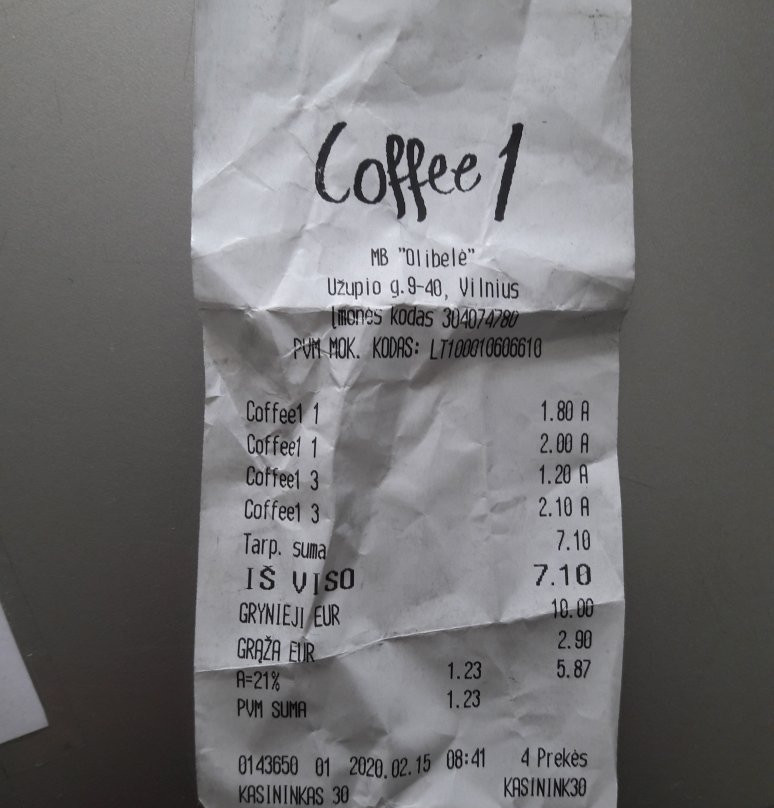 Coffee 1
MB "Olibelė"
Užupio g.9-40, Vilnius
Įmonės kodas 304074780
PVM MOK. KODAS: LT100010606610
Coffee1 1 1.80 A
Coffee1 1 2.00 A
Coffee1 3 1.20 A
Coffee1 3 2.10 A
Tarp. suma 7.10
IŠ VISO 7.10
GRYNIEJI EUR 10.00
GRĄŽA EUR 2.90
A=21% 1.23 5.87
PVM SUMA 1.23
0143650 01 2020.02.15 08:41 4 Prekės
KASININKAS 30 KASININK30